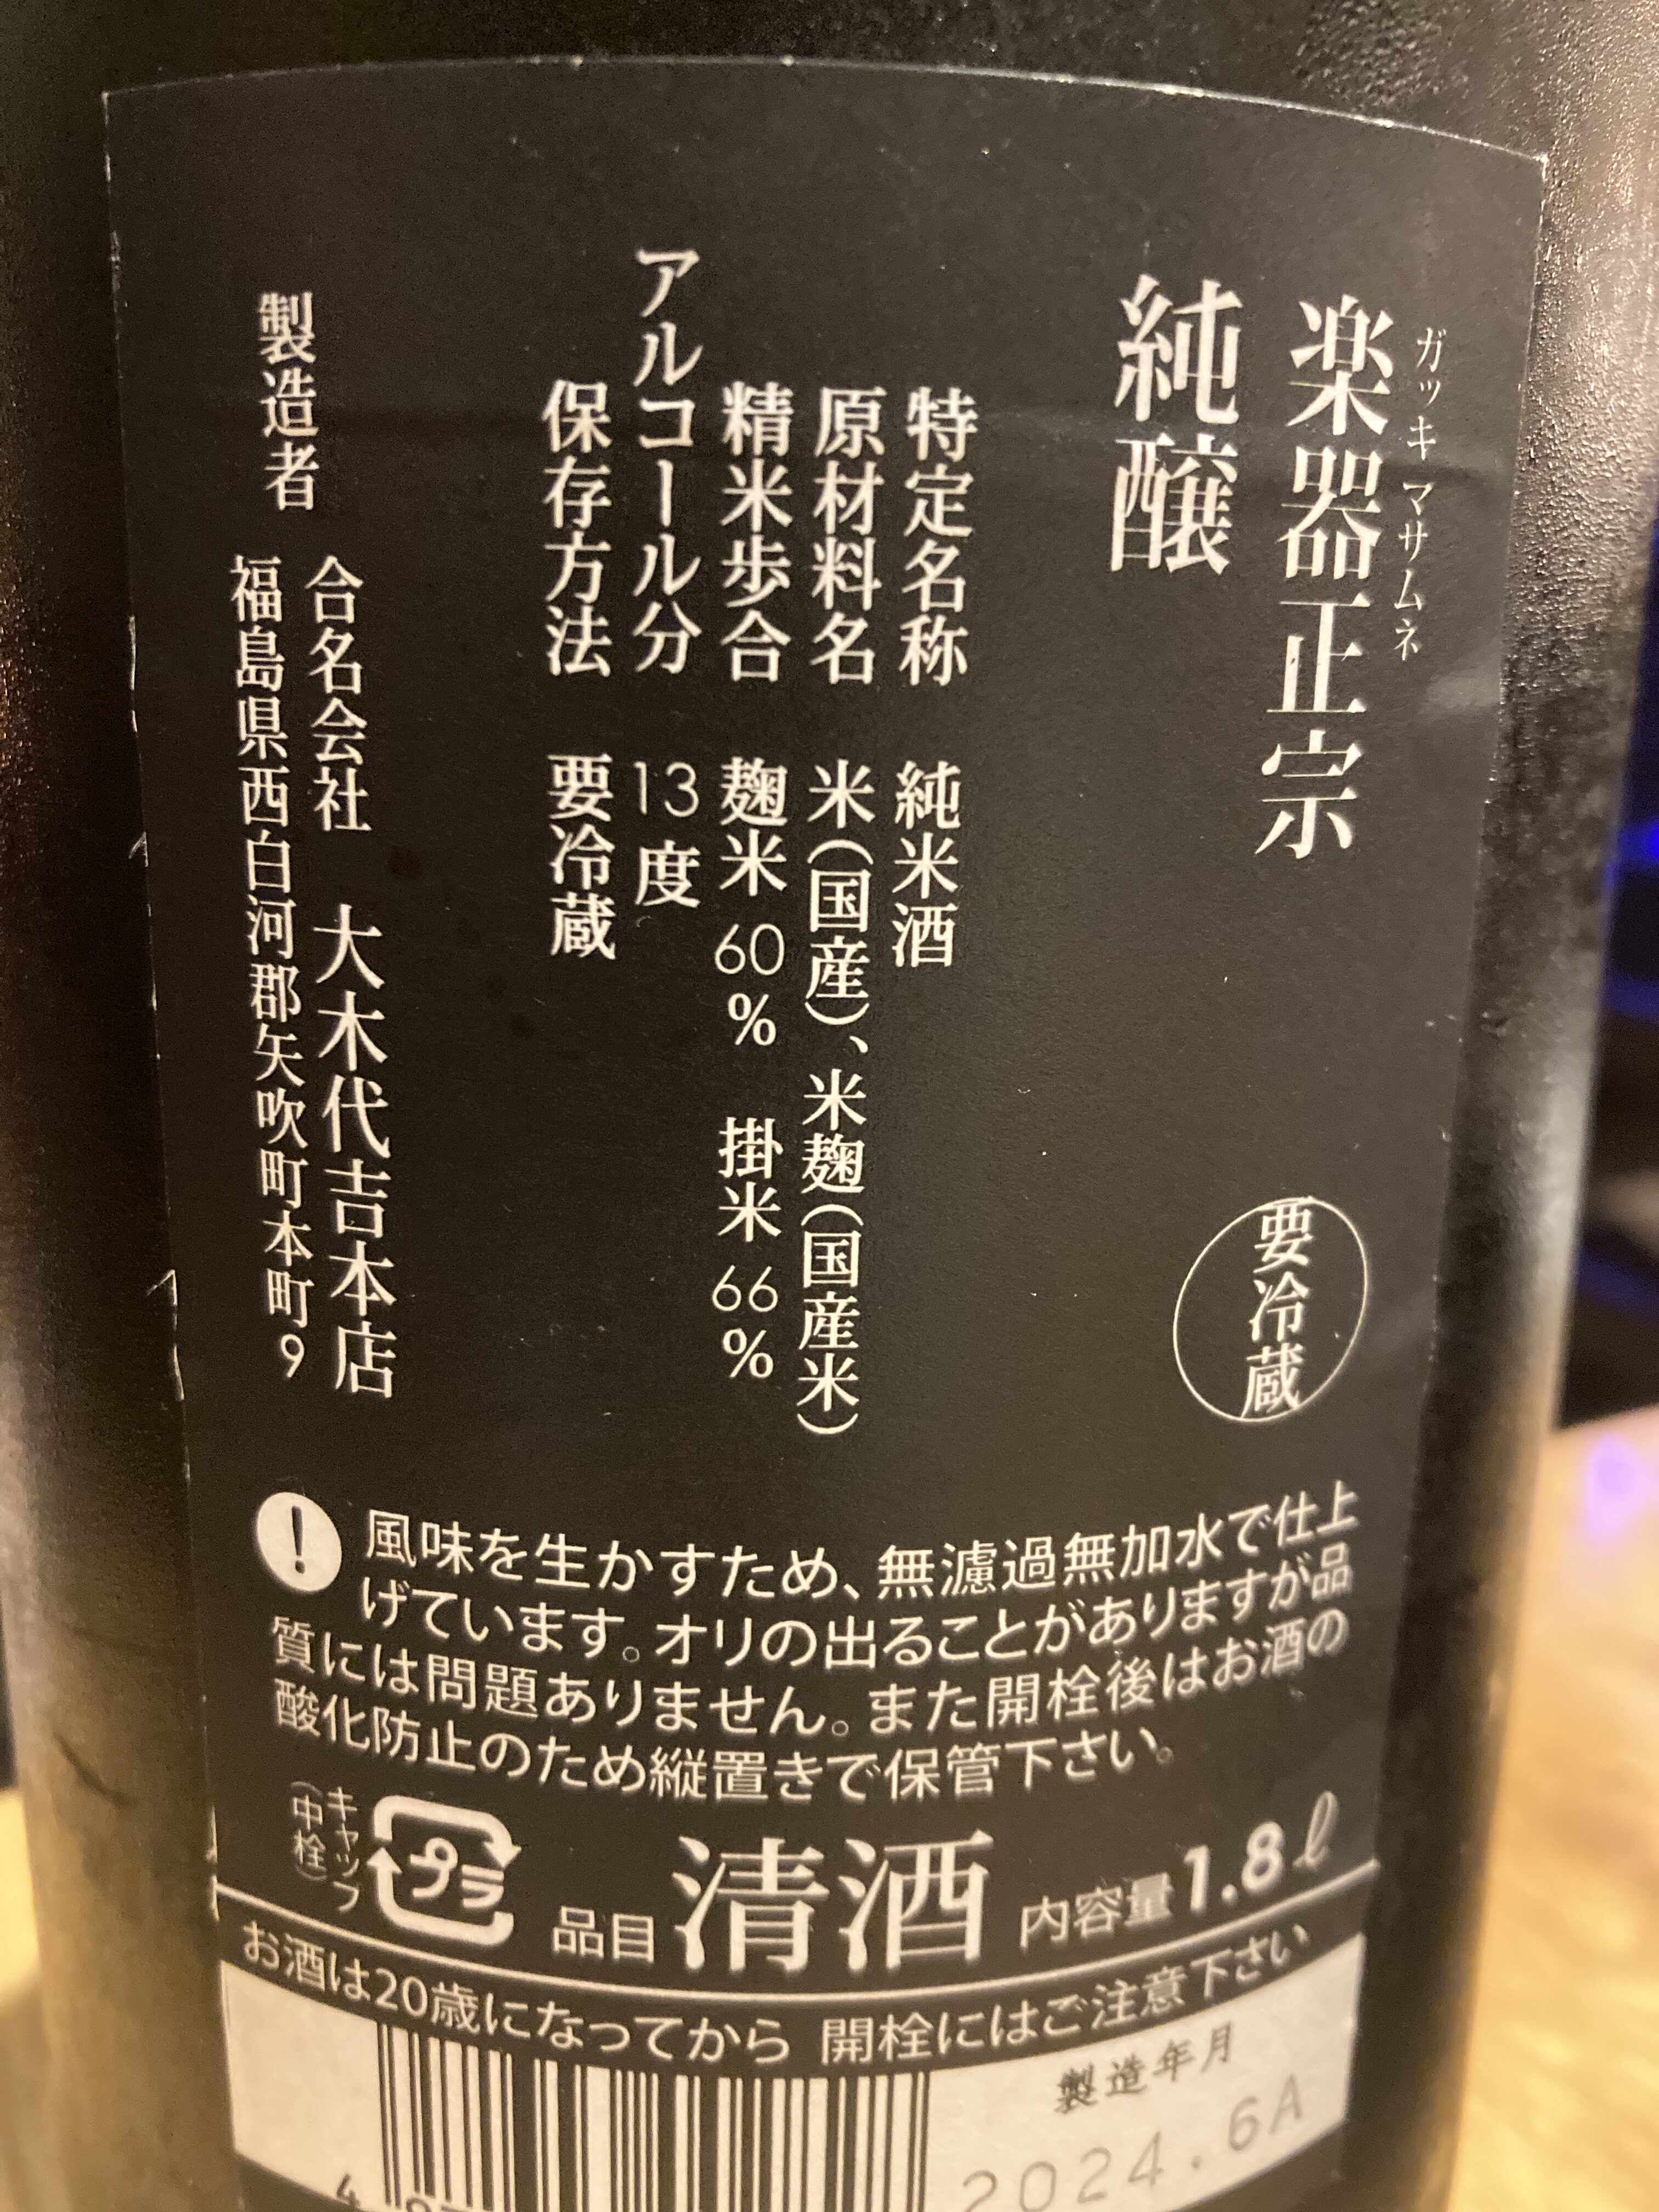 ガッキ マサムネ
楽器正宗
純醸
要冷蔵
特定名称 純米酒
原材料名 米(国産)、米麹(国産米)
精米歩合 麹米 60% 掛米 66%
アルコール分 13度
保存方法 要冷蔵
製造者 合名会社 大木代吉本店
福島県西白河郡矢吹町本町9
! 風味を生かすため、無濾過無加水で仕上
げています。オリの出ることがありますが品
質には問題ありません。また開栓後はお酒の
酸化防止のため縦置きで保管下さい。
キャップ
(中栓)
プラ
品目 清酒 内容量 1.8ℓ
お酒は20歳になってから 開栓にはご注意下さい
製造年月
2024.6A